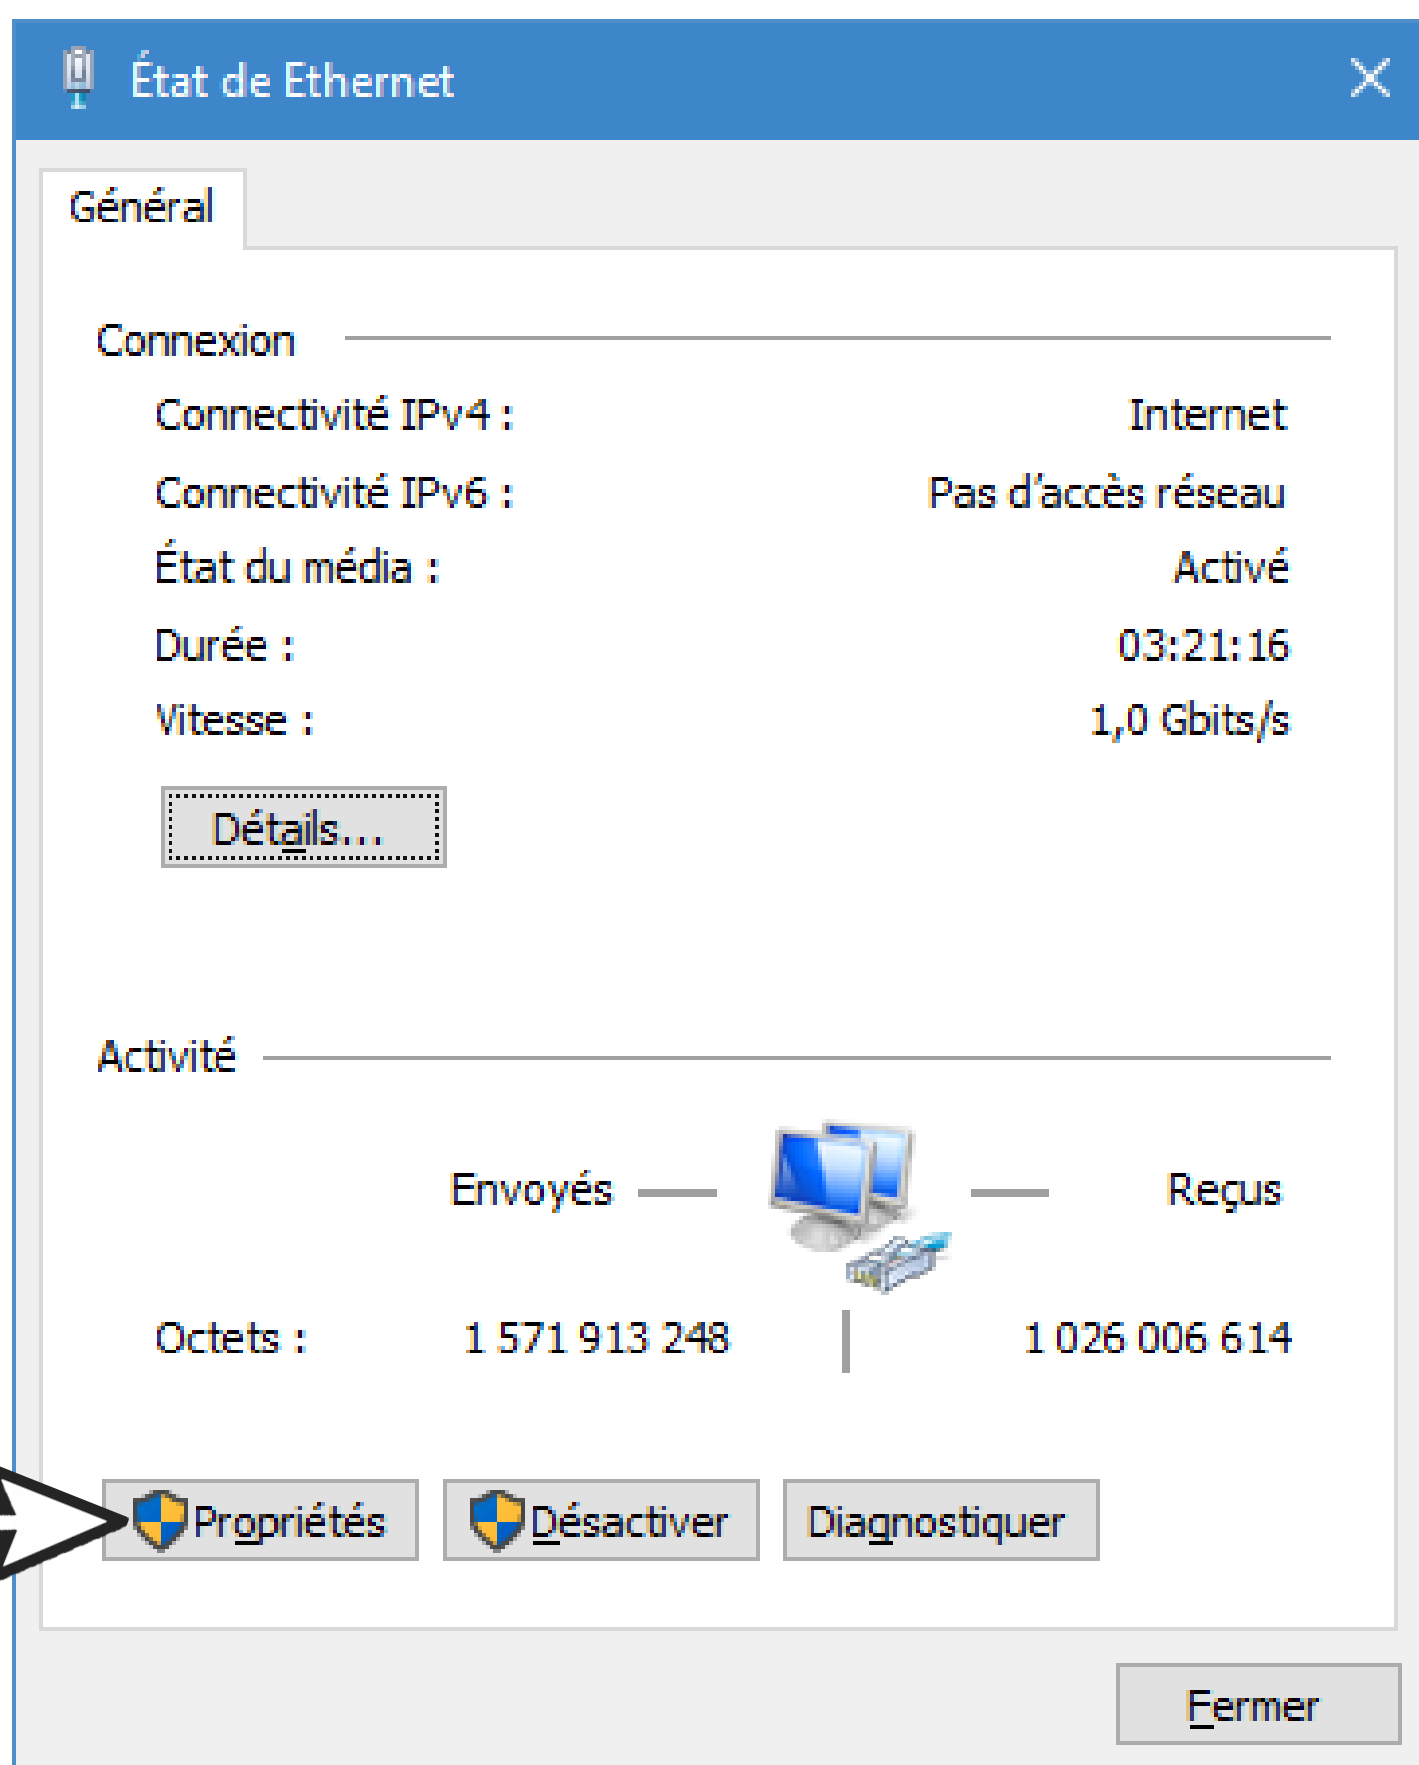 État de Ethernet
Général
Connexion
Connectivité IPv4 : Internet
Connectivité IPv6 : Pas d'accès réseau
État du média : Activé
Durée : 03:21:16
Vitesse : 1,0 Gbits/s
Détails...
Activité
Envoyés Reçus
Octets : 1 571 913 248 1 026 006 614
Propriétés Désactiver Diagnostiquer
Fermer